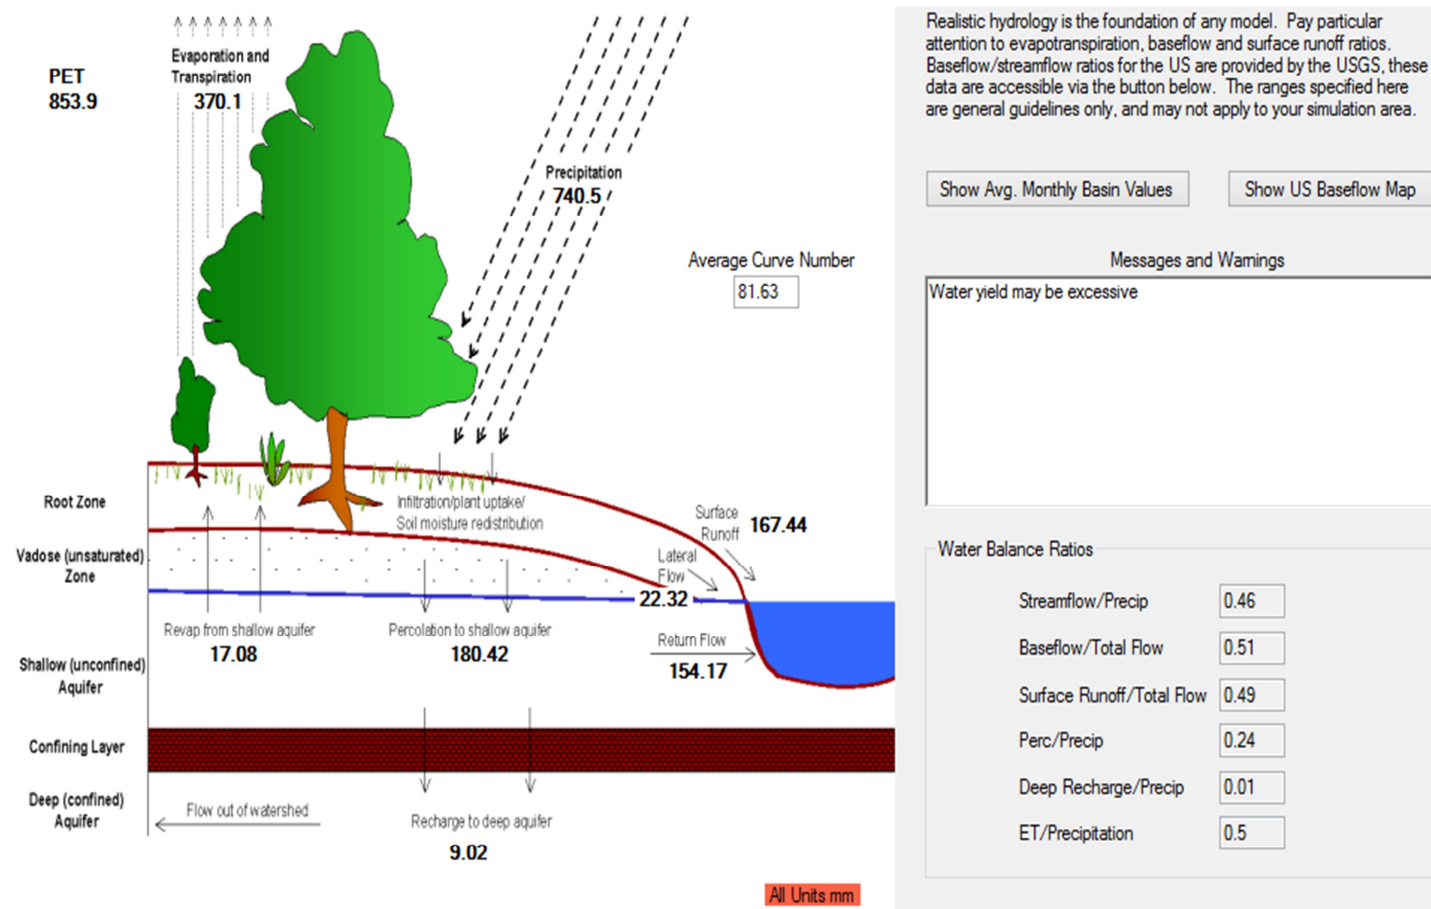 PET
853.9
Evaporation and
Transpiration
370.1
Precipitation
740.5
Average Curve Number
81.63
Root Zone
Infiltration/plant uptake/
Soil moisture redistribution
Surface
Runoff
167.44
Vadose (unsaturated)
Zone
Lateral
Flow
22.32
Revap from shallow aquifer
17.08
Percolation to shallow aquifer
180.42
Return Flow
154.17
Shallow (unconfined)
Aquifer
Confining Layer
Deep (confined)
Aquifer
Flow out of watershed
Recharge to deep aquifer
9.02
All Units mm
Realistic hydrology is the foundation of any model. Pay particular
attention to evapotranspiration, baseflow and surface runoff ratios.
Baseflow/streamflow ratios for the US are provided by the USGS, these
data are accessible via the button below. The ranges specified here
are general guidelines only, and may not apply to your simulation area.
Show Avg. Monthly Basin Values
Show US Baseflow Map
Messages and Warnings
Water yield may be excessive
Water Balance Ratios
Streamflow/Precip 0.46
Baseflow/Total Flow 0.51
Surface Runoff/Total Flow 0.49
Perc/Precip 0.24
Deep Recharge/Precip 0.01
ET/Precipitation 0.5